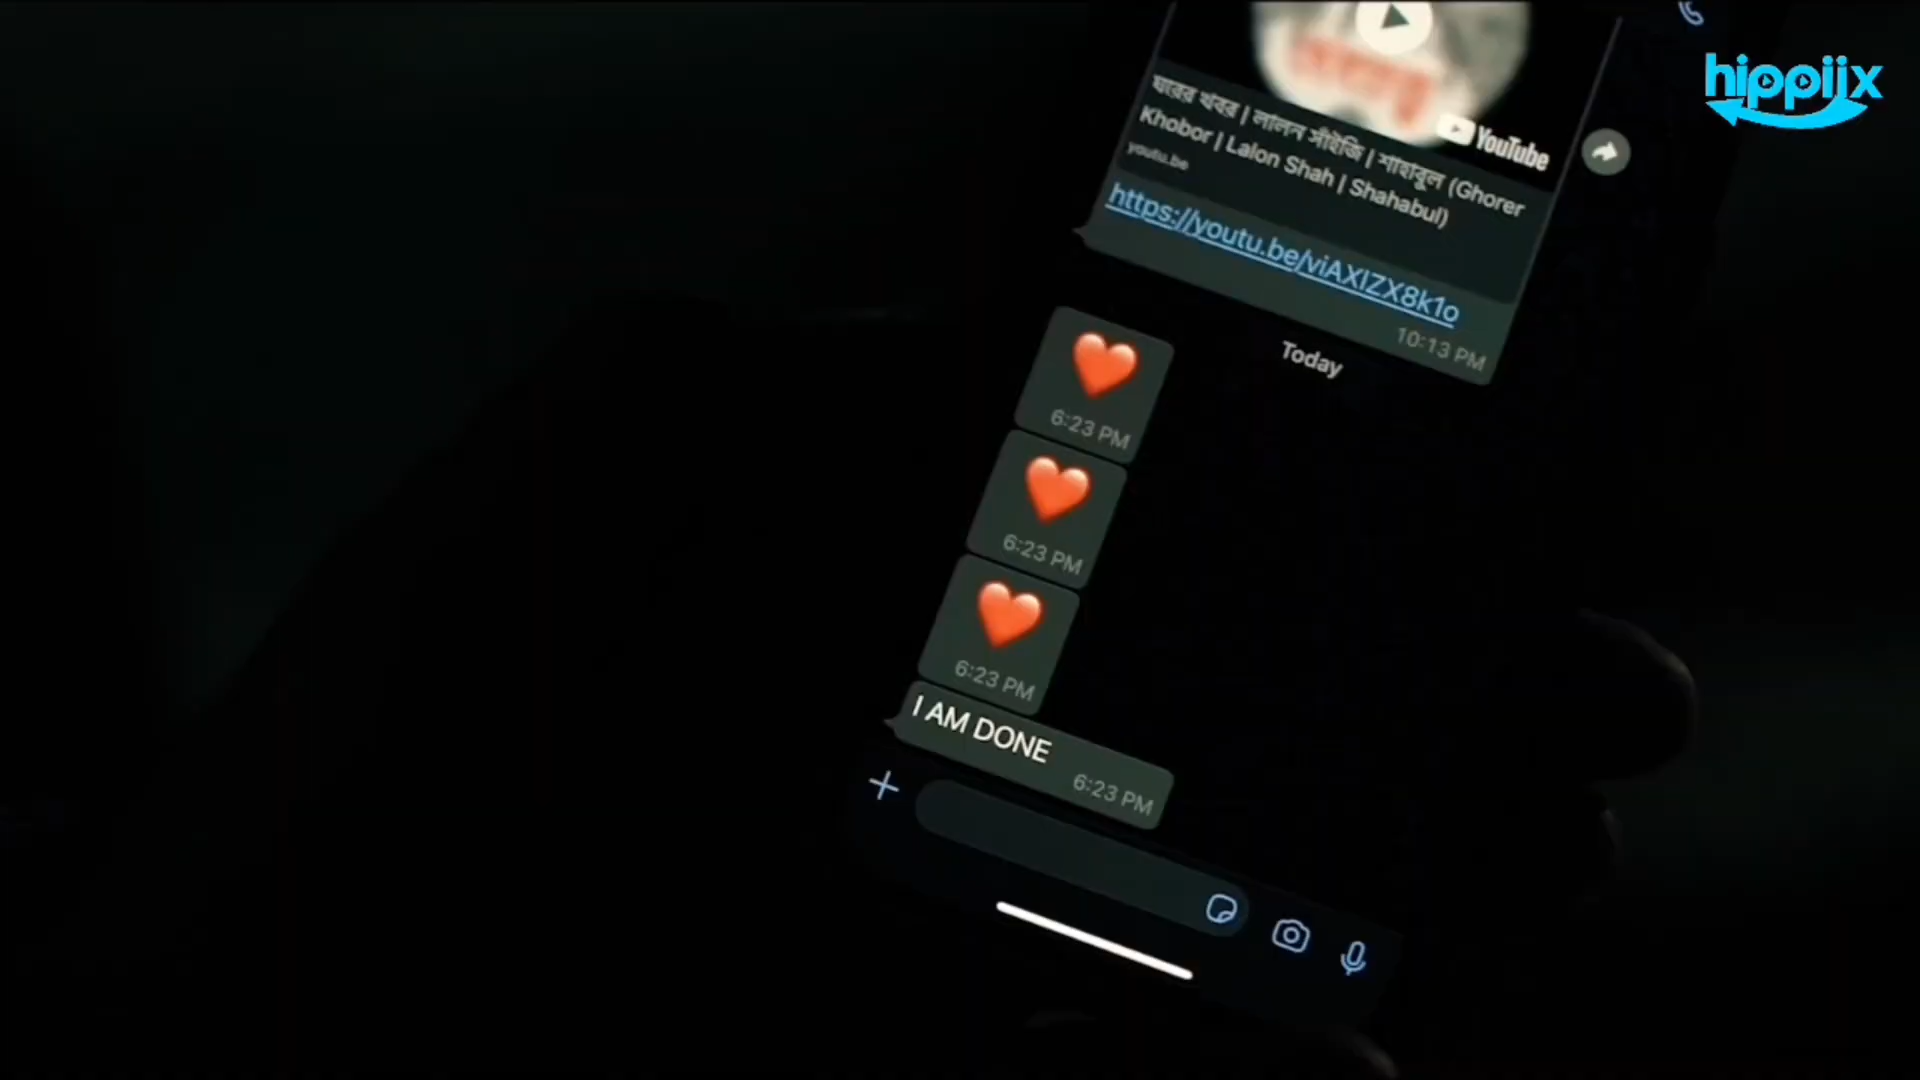 hippijx
ঘরের খবর | লালন সাঁইজি | শাহাবুল (Ghorer
Khobor | Lalon Shah | Shahabul)
YouTube
youtu.be
https://youtu.be/viAXIZX8k1o
10:13 PM
Today
6:23 PM
6:23 PM
6:23 PM
I AM DONE
6:23 PM